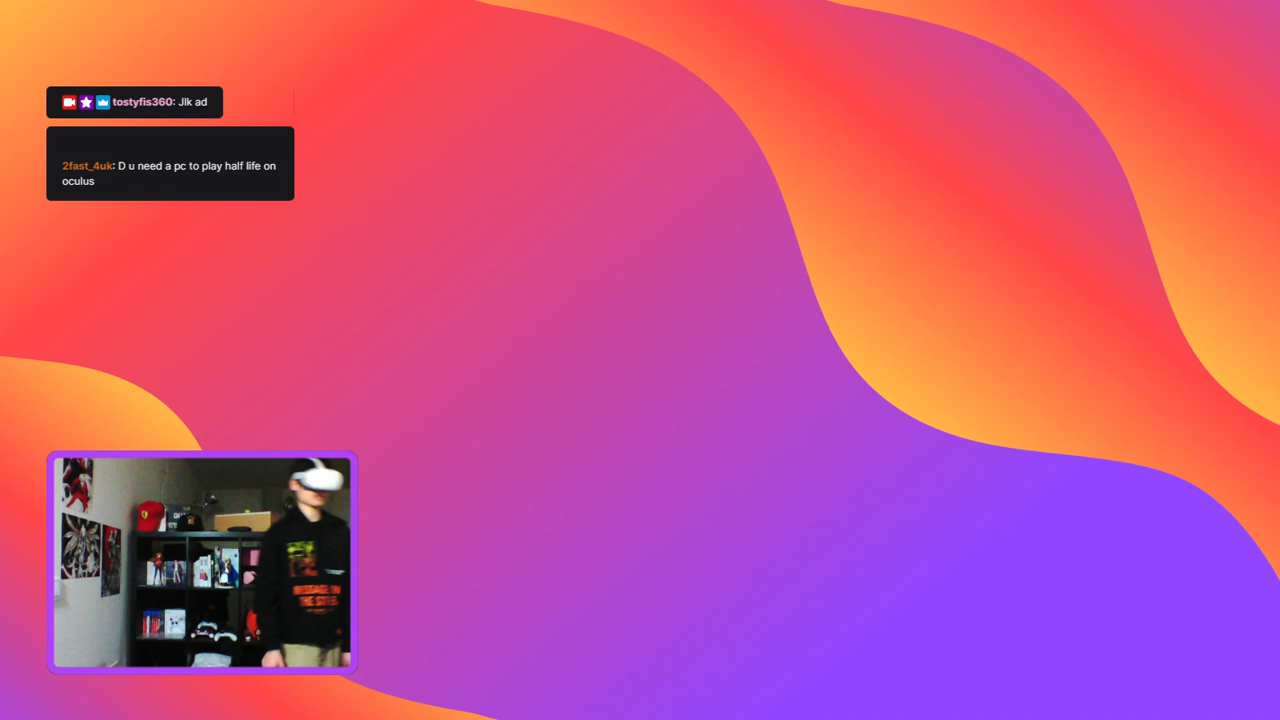 tostyfis360: Jlk ad
2fast_4uk: D u need a pc to play half life on
oculus